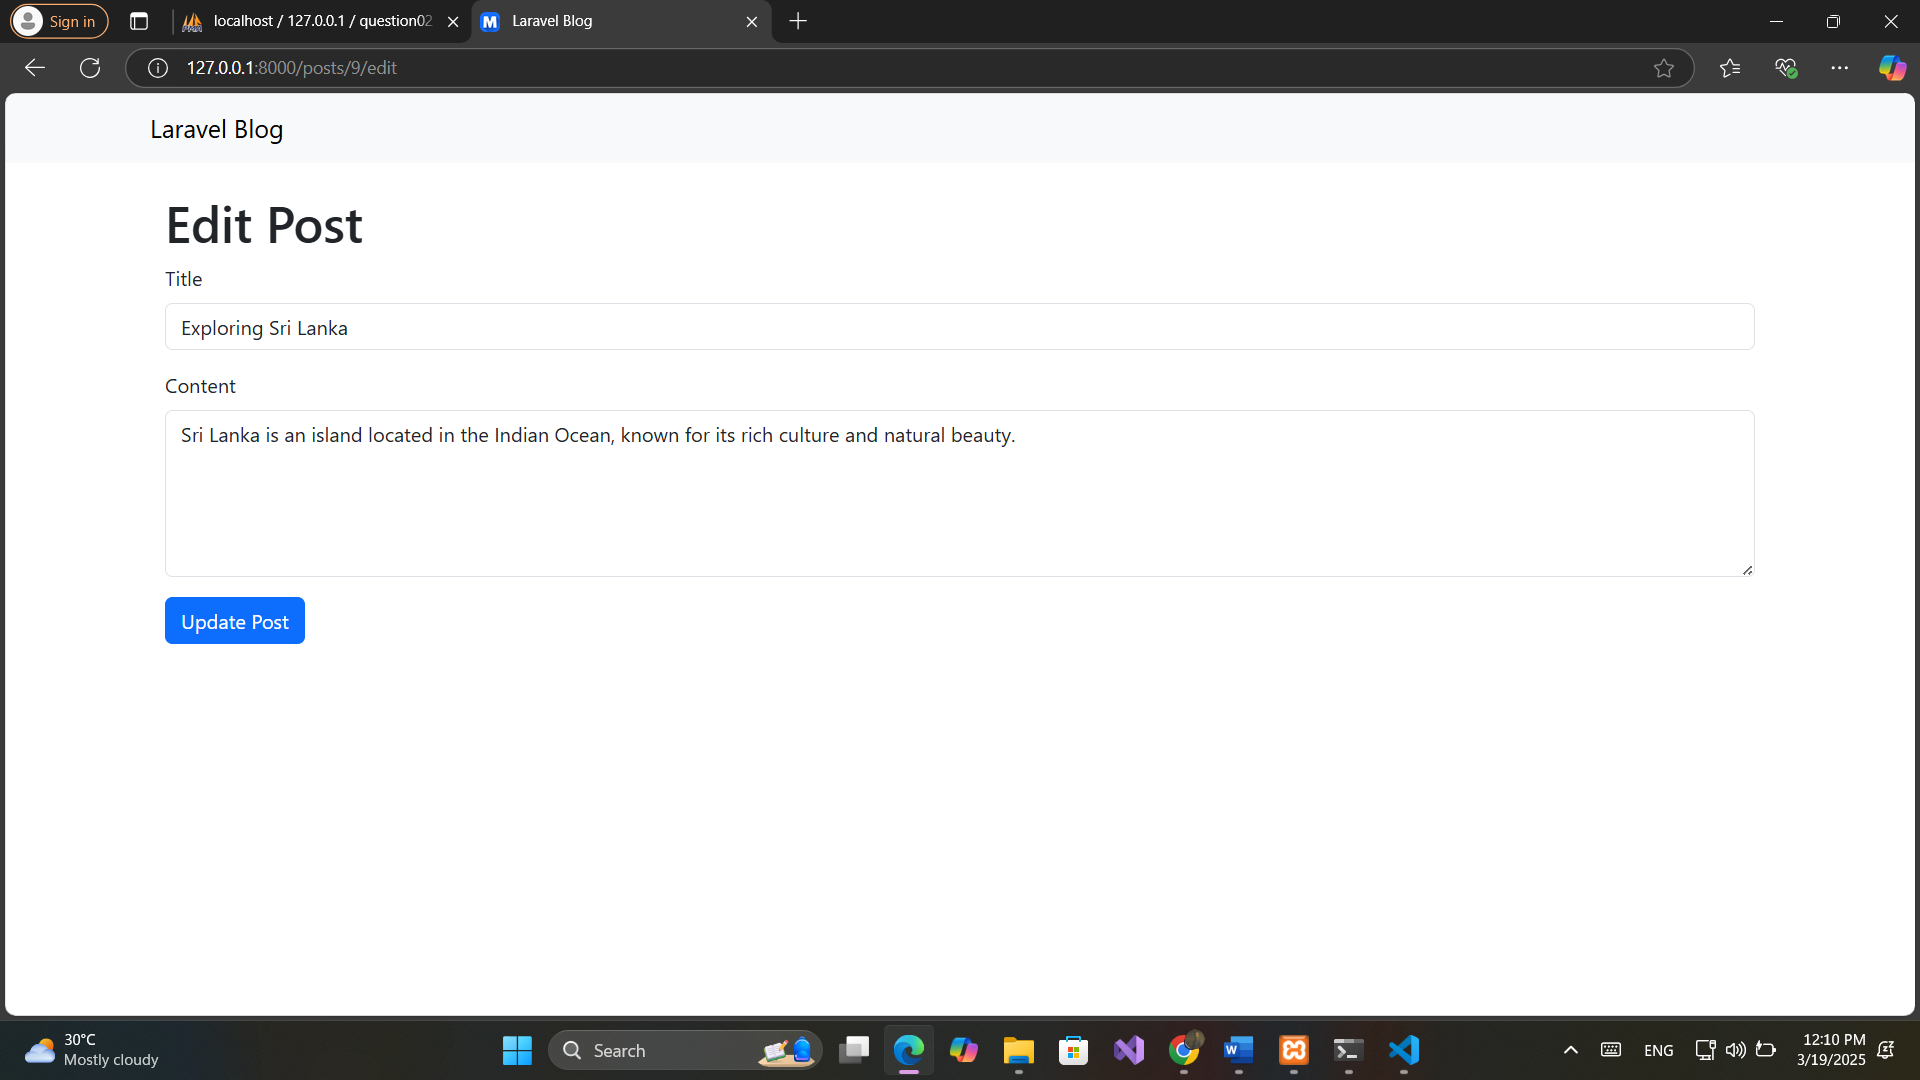 Sign in
localhost / 127.0.0.1 / question02
Laravel Blog
127.0.0.1:8000/posts/9/edit
Laravel Blog
Edit Post
Title
Exploring Sri Lanka
Content
Sri Lanka is an island located in the Indian Ocean, known for its rich culture and natural beauty.
Update Post
30°C
Mostly cloudy
Search
ENG
12:10 PM
3/19/2025